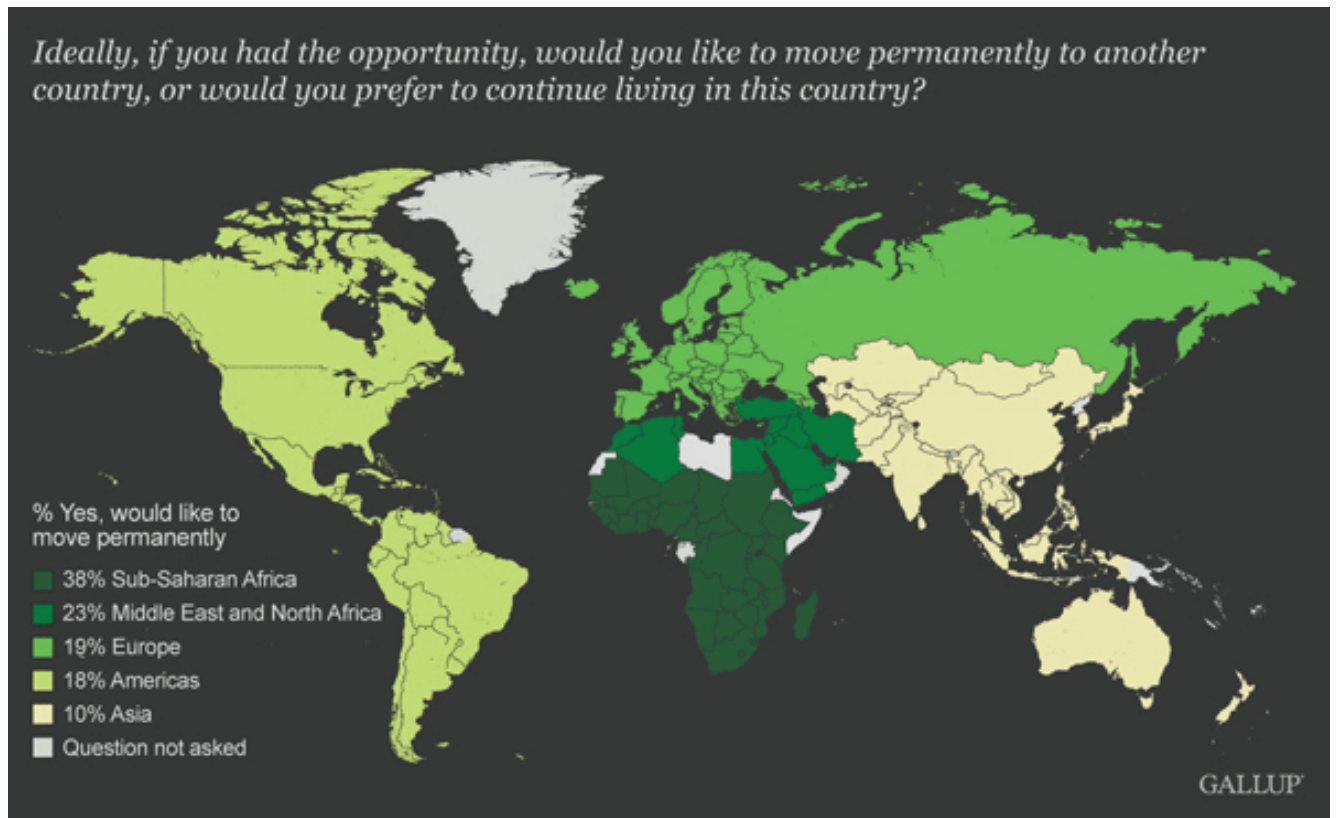 Ideally, if you had the opportunity, would you like to move permanently to another
country, or would you prefer to continue living in this country?
% Yes, would like to
move permanently
38% Sub-Saharan Africa
23% Middle East and North Africa
19% Europe
18% Americas
10% Asia
Question not asked
GALLUP